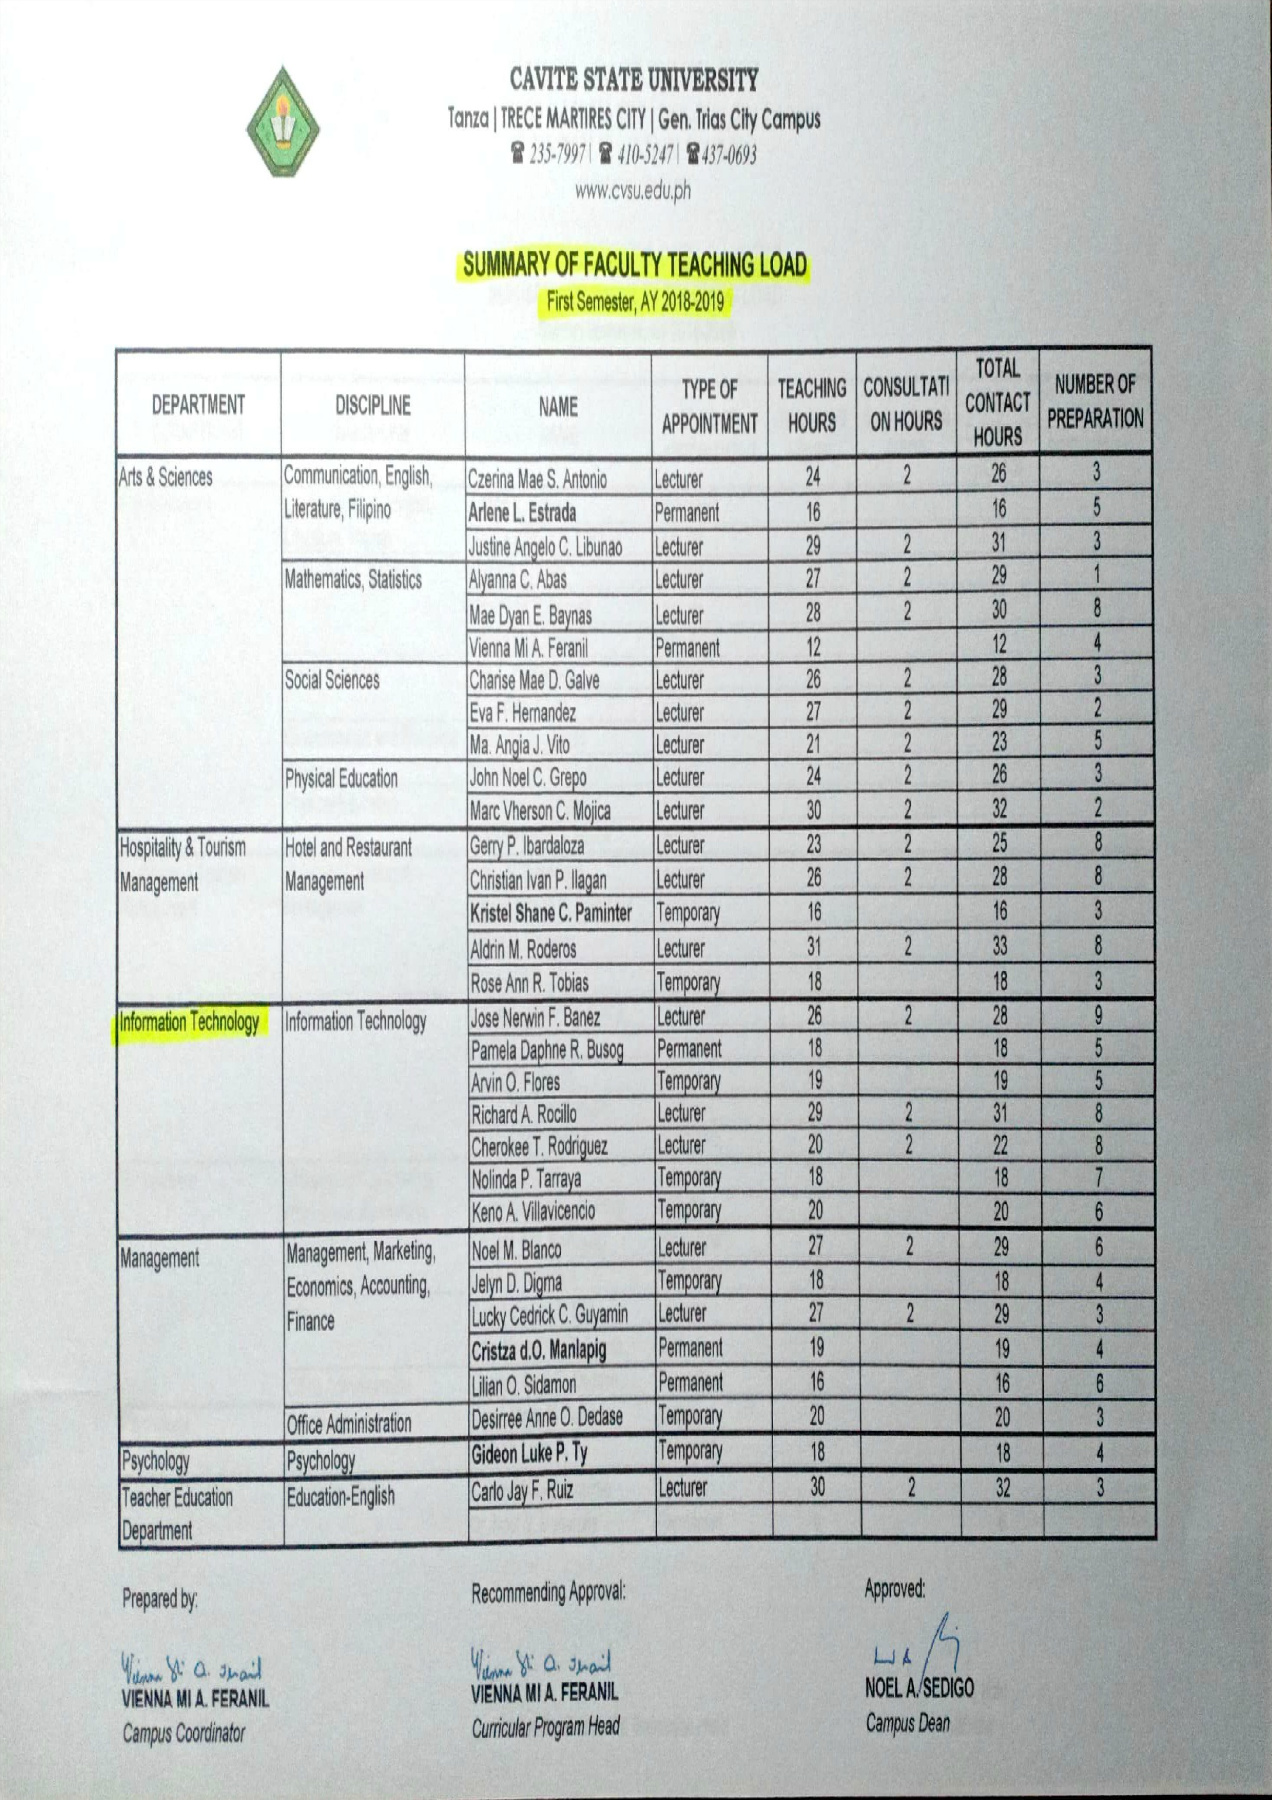 CAVITE STATE UNIVERSITY
Tanza | TRECE MARTIRES CITY | Gen. Trias City Campus
☎ 235-7997 | ☎ 410-5247 | ☎ 437-0693
www.cvsu.edu.ph
SUMMARY OF FACULTY TEACHING LOAD
First Semester, AY 2018-2019
DEPARTMENT DISCIPLINE NAME TYPE OF APPOINTMENT TEACHING HOURS CONSULTATI ON HOURS TOTAL CONTACT HOURS NUMBER OF PREPARATION
Arts & Sciences Communication, English, Czerina Mae S. Antonio Lecturer 24 2 26 3
Literature, Filipino Arlene L. Estrada Permanent 16 16 5
Justine Angelo C. Libunao Lecturer 29 2 31 3
Mathematics, Statistics Alyanna C. Abas Lecturer 27 2 29 1
Mae Dyan E. Baynas Lecturer 28 2 30 8
Vienna Mi A. Feranil Permanent 12 12 4
Social Sciences Charise Mae D. Galve Lecturer 26 2 28 3
Eva F. Hernandez Lecturer 27 2 29 2
Ma. Angia J. Vito Lecturer 21 2 23 5
Physical Education John Noel C. Grepo Lecturer 24 2 26 3
Marc Vherson C. Mojica Lecturer 30 2 32 2
Hospitality & Tourism Hotel and Restaurant Gerry P. Ibardaloza Lecturer 23 2 25 8
Management Management Christian Ivan P. Ilagan Lecturer 26 2 28 8
Kristel Shane C. Paminter Temporary 16 16 3
Aldrin M. Roderos Lecturer 31 2 33 8
Rose Ann R. Tobias Temporary 18 18 3
Information Technology Information Technology Jose Nerwin F. Banez Lecturer 26 2 28 9
Pamela Daphne R. Busog Permanent 18 18 5
Arvin O. Flores Temporary 19 19 5
Richard A. Rocillo Lecturer 29 2 31 8
Cherokee T. Rodriguez Lecturer 20 2 22 8
Nolinda P. Tarraya Temporary 18 18 7
Keno A. Villavicencio Temporary 20 20 6
Management Management, Marketing, Noel M. Blanco Lecturer 27 2 29 6
Economics, Accounting, Jelyn D. Digma Temporary 18 18 4
Finance Lucky Cedrick C. Guyamin Lecturer 27 2 29 3
Cristza d.O. Manlapig Permanent 19 19 4
Lilian O. Sidamon Permanent 16 16 6
Office Administration Desirree Anne O. Dedase Temporary 20 20 3
Psychology Psychology Gideon Luke P. Ty Temporary 18 18 4
Teacher Education Education-English Carlo Jay F. Ruiz Lecturer 30 2 32 3
Department
Prepared by: Recommending Approval: Approved:
VIENNA MI A. FERANIL VIENNA MI A. FERANIL NOEL A. SEDIGO
Campus Coordinator Curricular Program Head Campus Dean